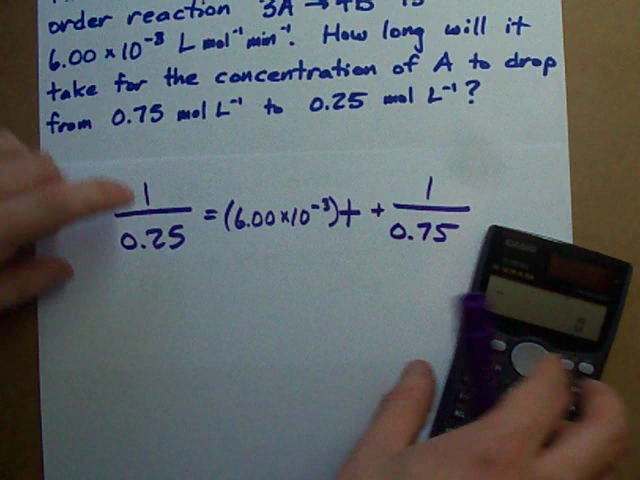 order reaction 3A → 4B is
6.00 × 10⁻³ L mol⁻¹ min⁻¹. How long will it
take for the concentration of A to drop
from 0.75 mol L⁻¹ to 0.25 mol L⁻¹?
1/0.25 = (6.00×10⁻³)t + 1/0.75
CASIO
0